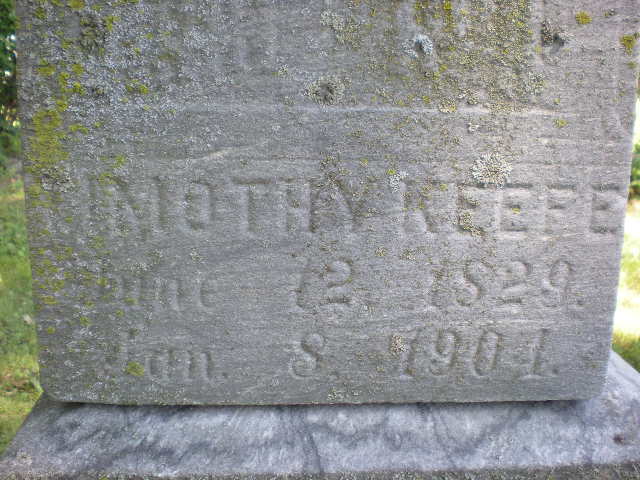 TIMOTHY KEEFE
June 12, 1829.
Jan. 8, 1904.